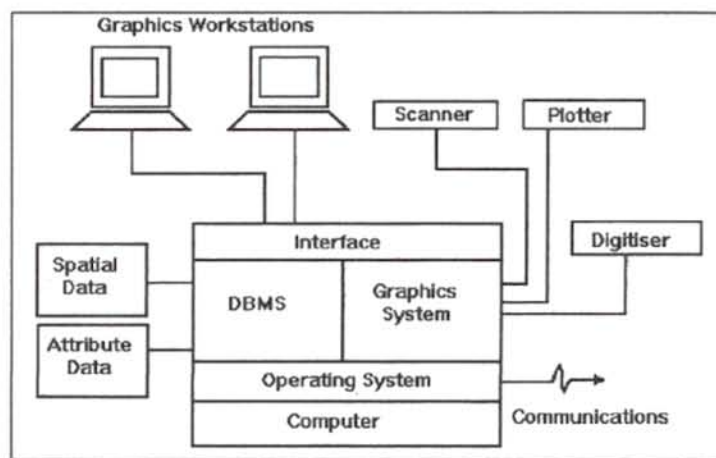 Graphics Workstations
Scanner
Plotter
Interface
Digitiser
Spatial
Data
DBMS
Graphics
System
Attribute
Data
Operating System
Communications
Computer